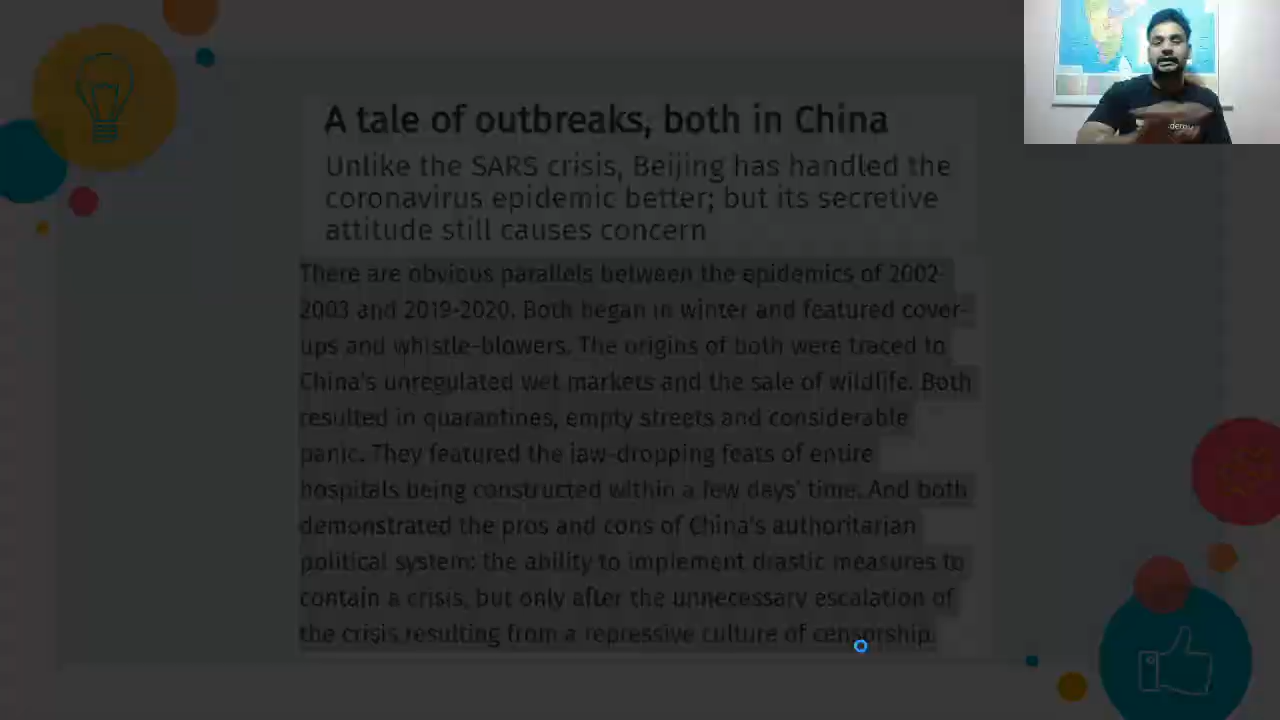 A tale of outbreaks, both in China
Unlike the SARS crisis, Beijing has handled the
coronavirus epidemic better; but its secretive
attitude still causes concern
There are obvious parallels between the epidemics of 2002-
2003 and 2019-2020. Both began in winter and featured cover-
ups and whistle-blowers. The origins of both were traced to
China's unregulated wet markets and the sale of wildlife. Both
resulted in quarantines, empty streets and considerable
panic. They featured the jaw-dropping feats of entire
hospitals being constructed within a few days' time. And both
demonstrated the pros and cons of China's authoritarian
political system: the ability to implement drastic measures to
contain a crisis, but only after the unnecessary escalation of
the crisis resulting from a repressive culture of censorship.